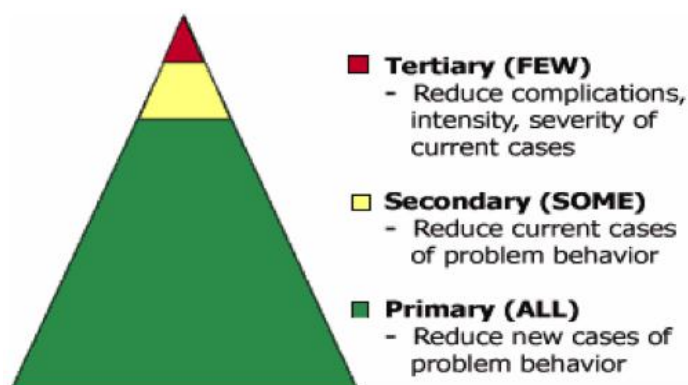 Tertiary (FEW)
- Reduce complications,
intensity, severity of
current cases
Secondary (SOME)
- Reduce current cases
of problem behavior
Primary (ALL)
- Reduce new cases of
problem behavior